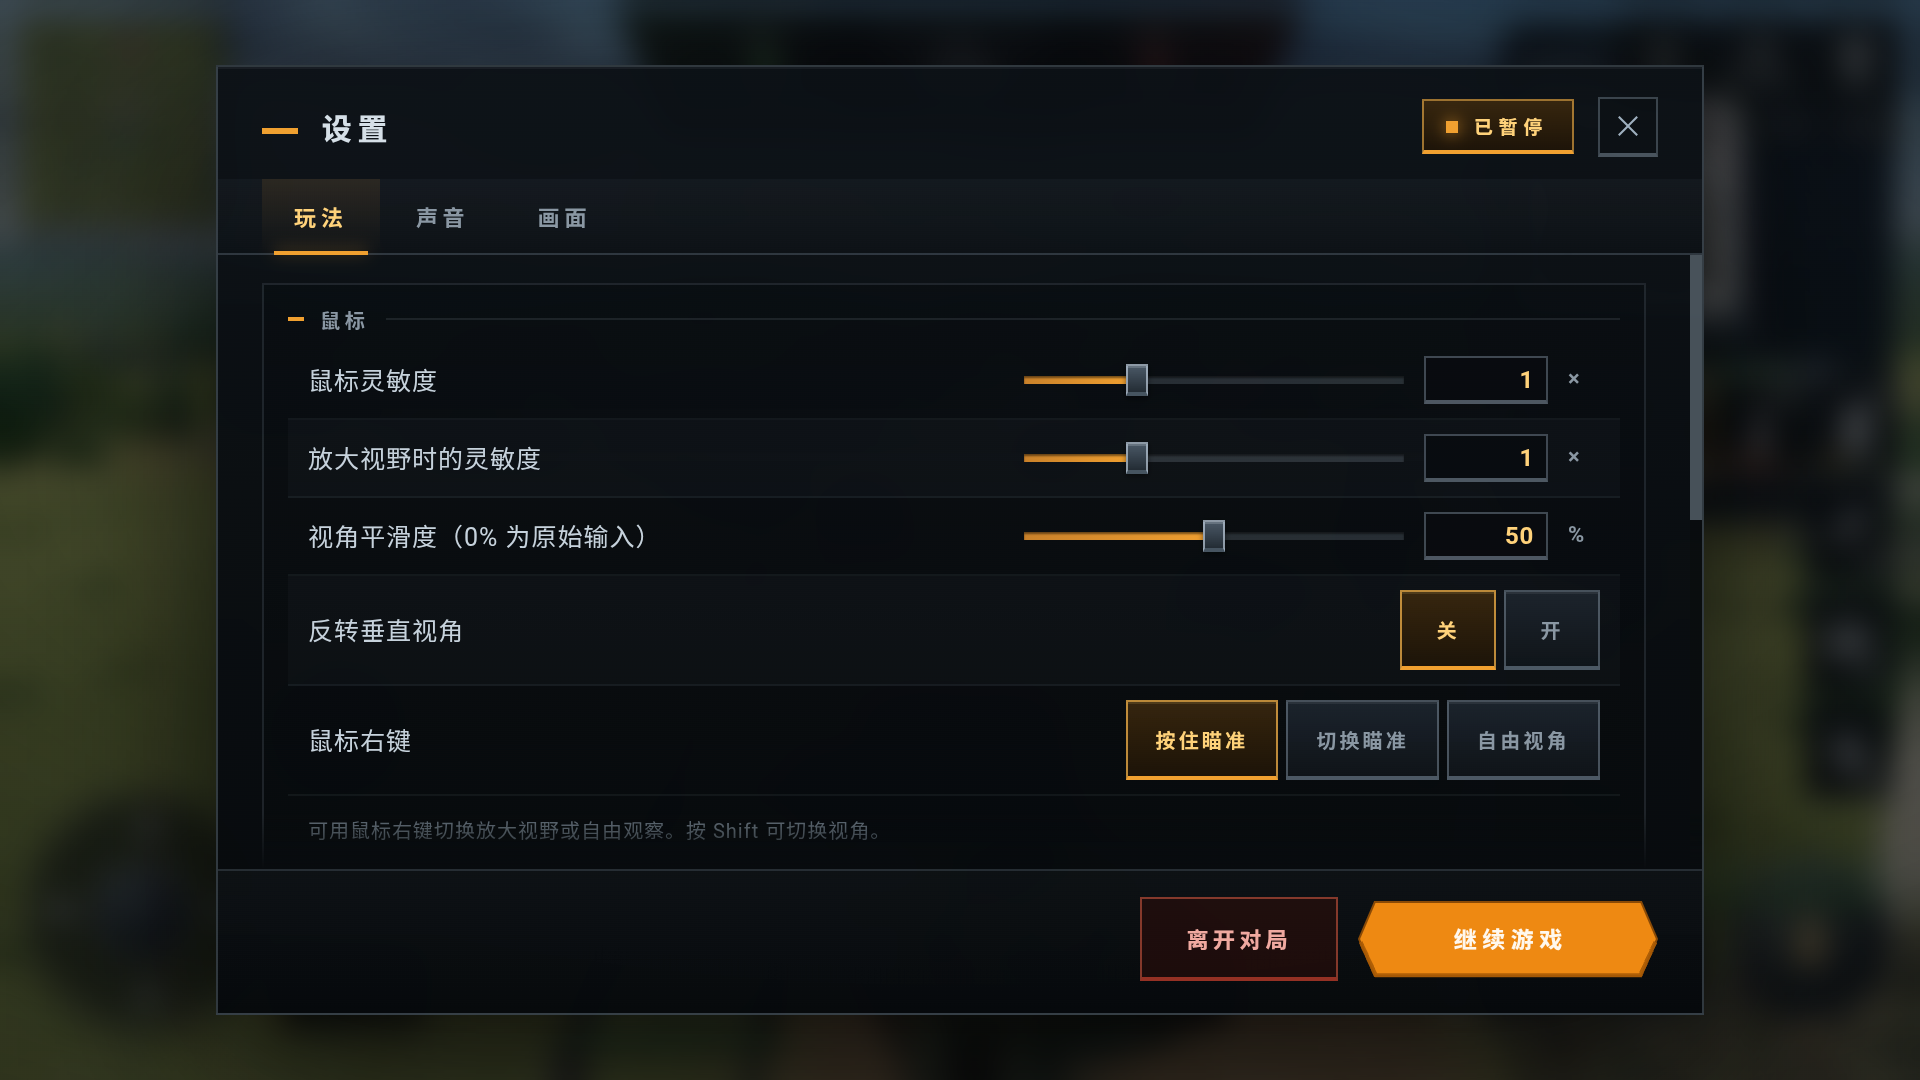 设置
已暂停
玩法
声音
画面
鼠标
鼠标灵敏度
1 ×
放大视野时的灵敏度
1 ×
视角平滑度（0% 为原始输入）
50 %
反转垂直视角
关
开
鼠标右键
按住瞄准
切换瞄准
自由视角
可用鼠标右键切换放大视野或自由观察。按 Shift 可切换视角。
离开对局
继续游戏